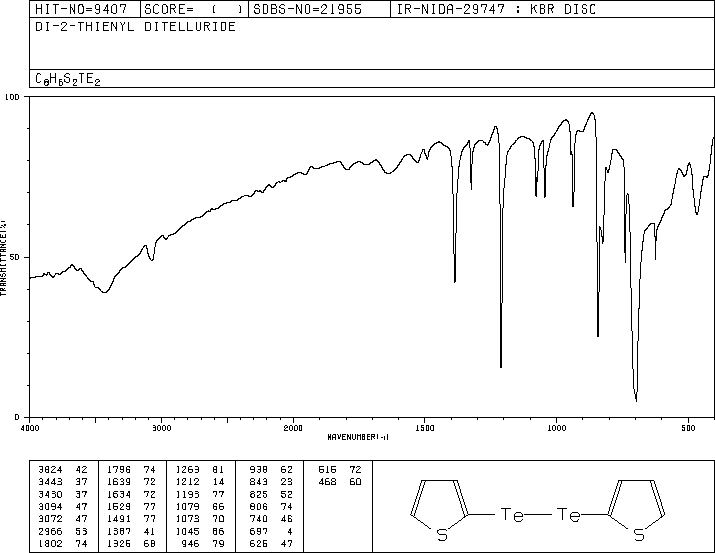 HIT-NO=9407 SCORE= ( ) SDBS-NO=21955 IR-NIDA-29747 : KBR DISC
DI-2-THIENYL DITELLURIDE
C8H6S2TE2
100
50
0
TRANSMITTANCE(%)
4000 3000 2000 1500 1000 500
WAVENUMBER(-1)
3824 42 1796 74 1263 81 938 62 616 72
3443 37 1639 72 1212 14 843 23 468 60
3430 37 1634 72 1193 77 825 52
3094 47 1529 77 1079 66 806 74
3072 47 1491 77 1073 70 740 46
2966 53 1387 41 1045 86 697 4
1802 74 1326 68 946 79 626 47
S Te Te S